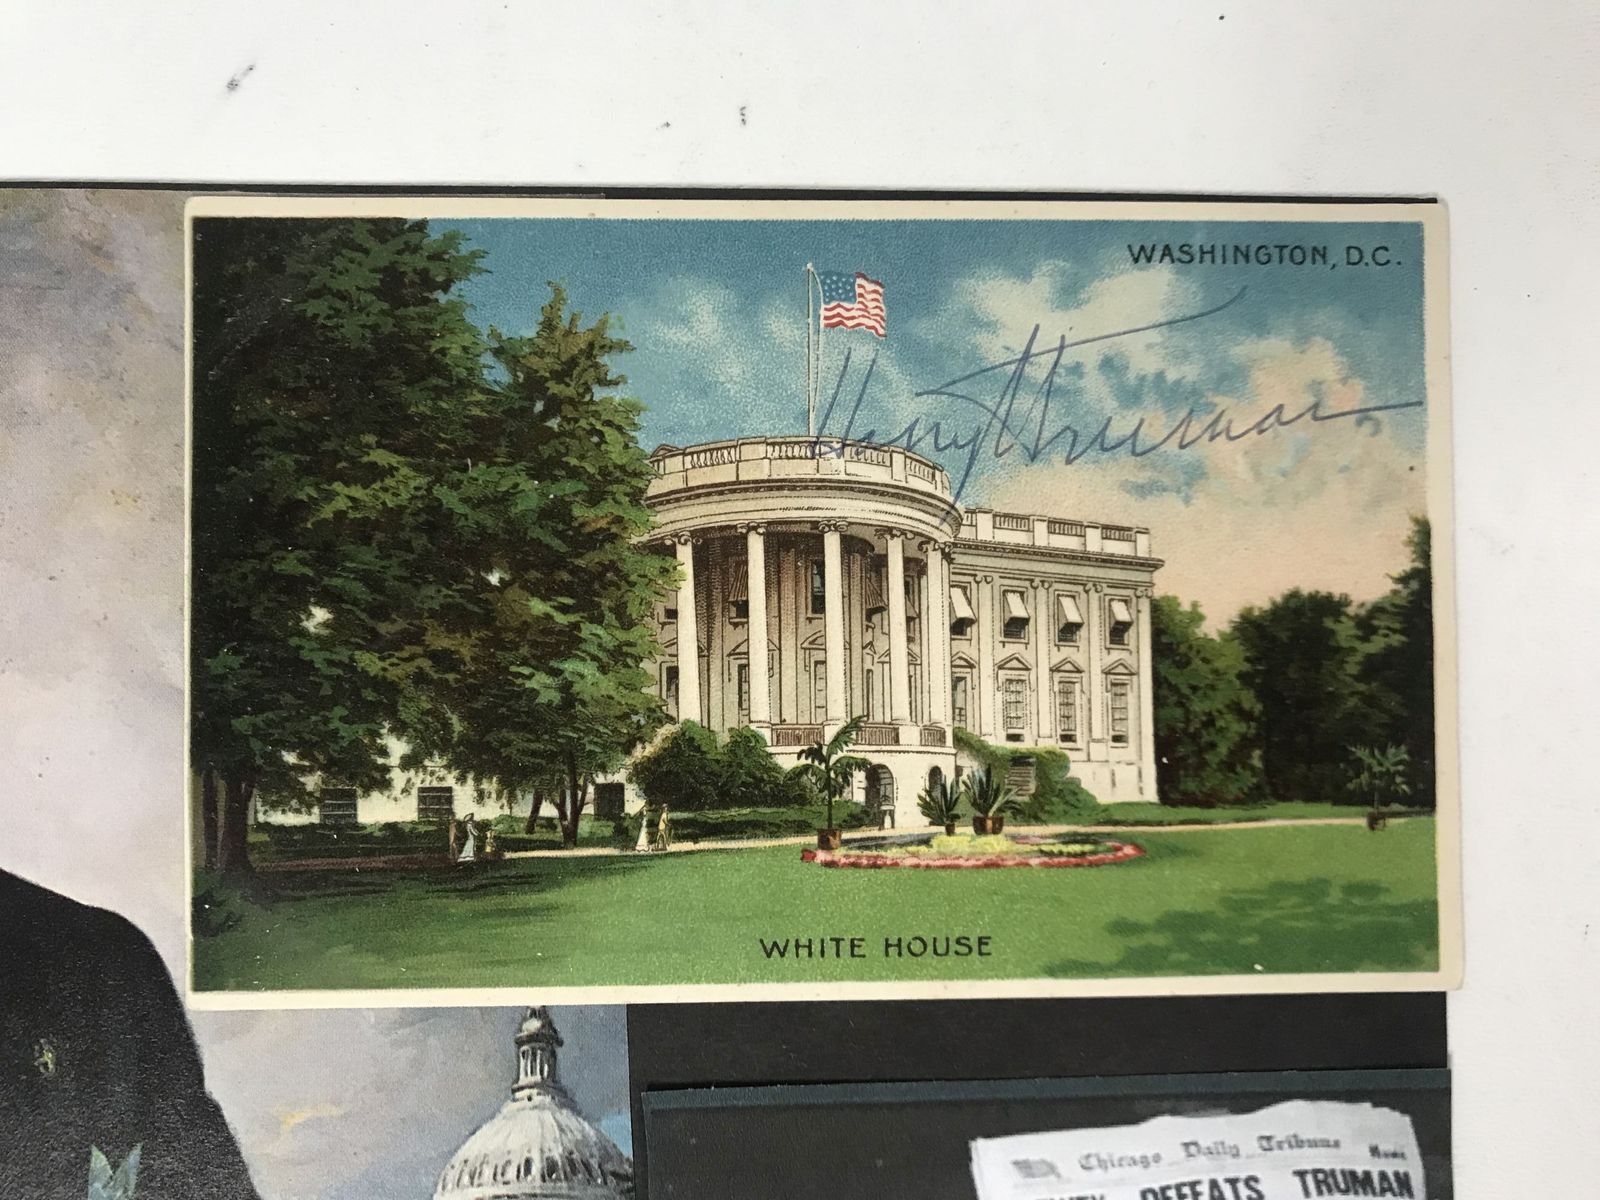 WASHINGTON, D.C.
Harry S Truman
WHITE HOUSE
Chicago Daily Tribune
DEFEATS TRUMAN